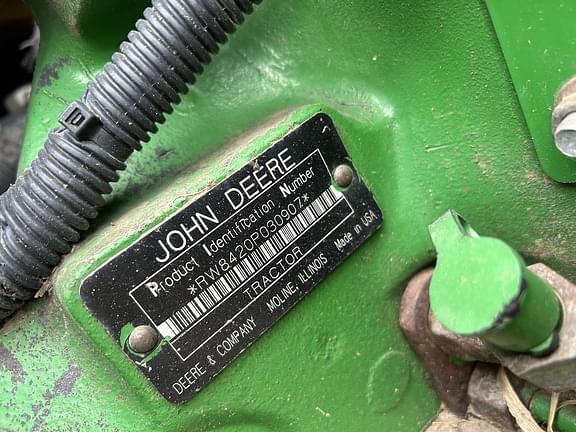 JOHN DEERE
Product Identification Number
*RW8420P030907*
TRACTOR
DEERE & COMPANY MOLINE, ILLINOIS Made in USA